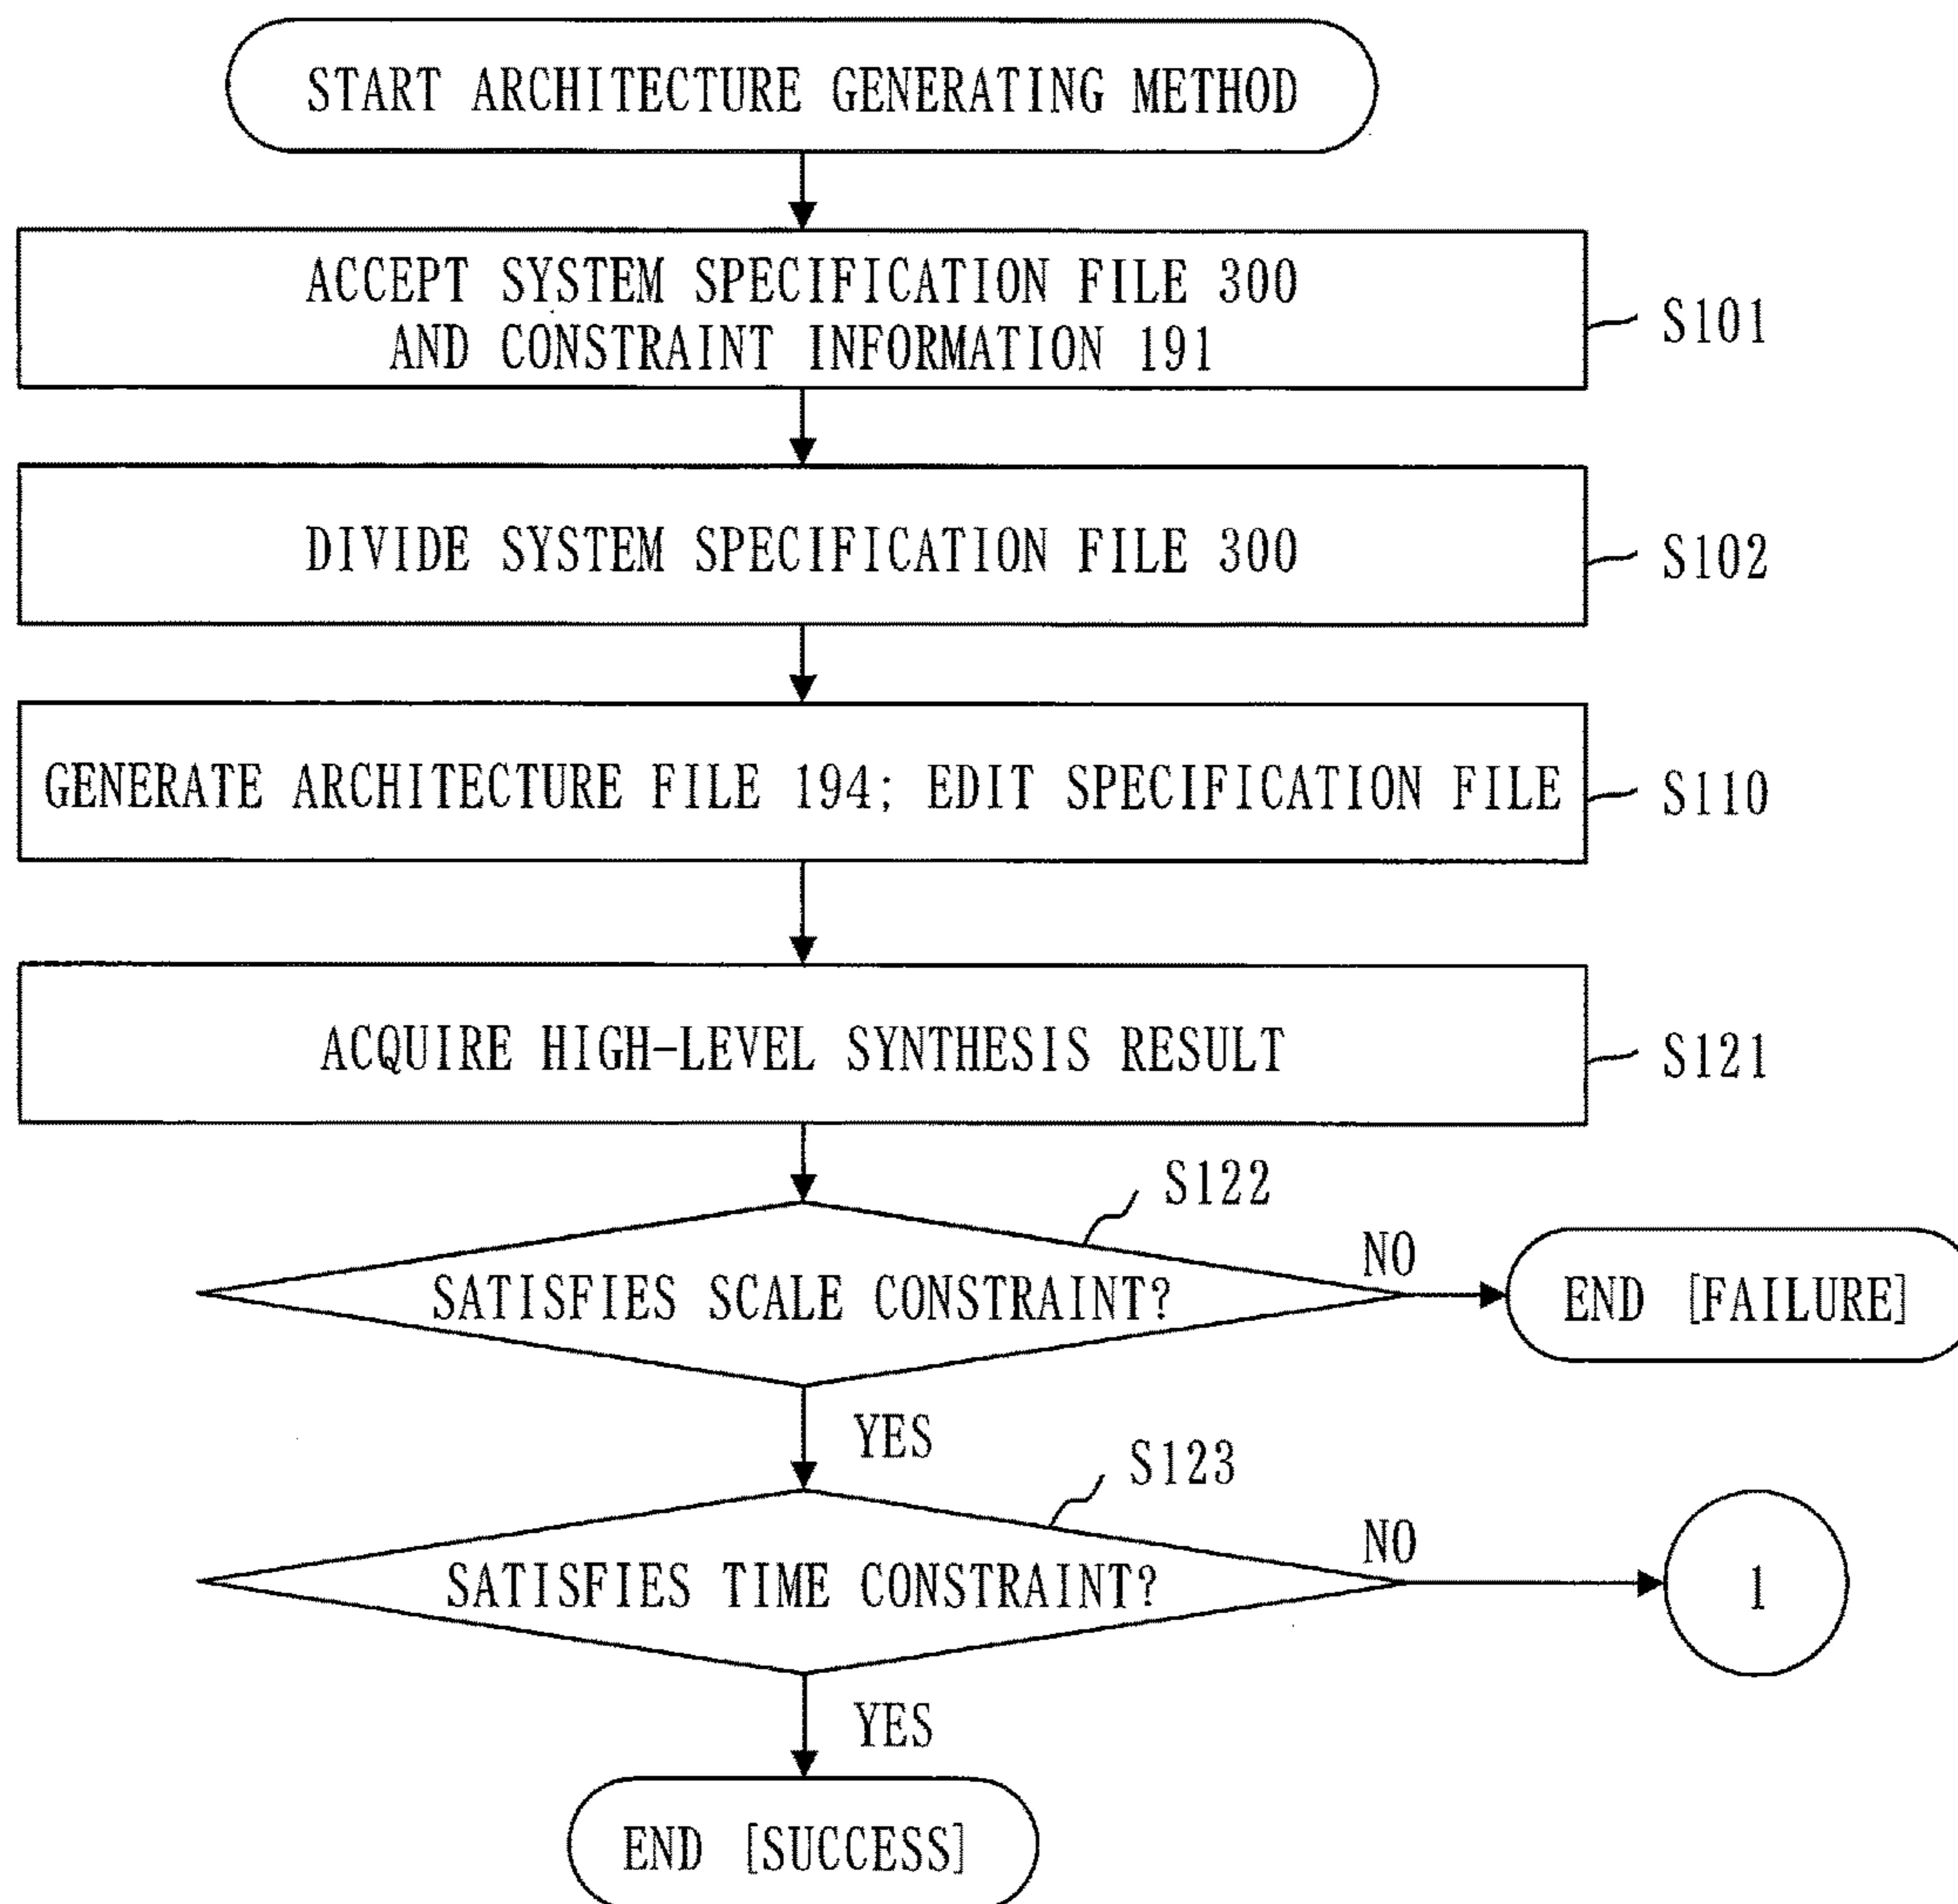 START ARCHITECTURE GENERATING METHOD
ACCEPT SYSTEM SPECIFICATION FILE 300
AND CONSTRAINT INFORMATION 191
S101
DIVIDE SYSTEM SPECIFICATION FILE 300
S102
GENERATE ARCHITECTURE FILE 194; EDIT SPECIFICATION FILE
S110
ACQUIRE HIGH-LEVEL SYNTHESIS RESULT
S121
S122
SATISFIES SCALE CONSTRAINT?
NO
END [FAILURE]
YES
S123
SATISFIES TIME CONSTRAINT?
NO
1
YES
END [SUCCESS]